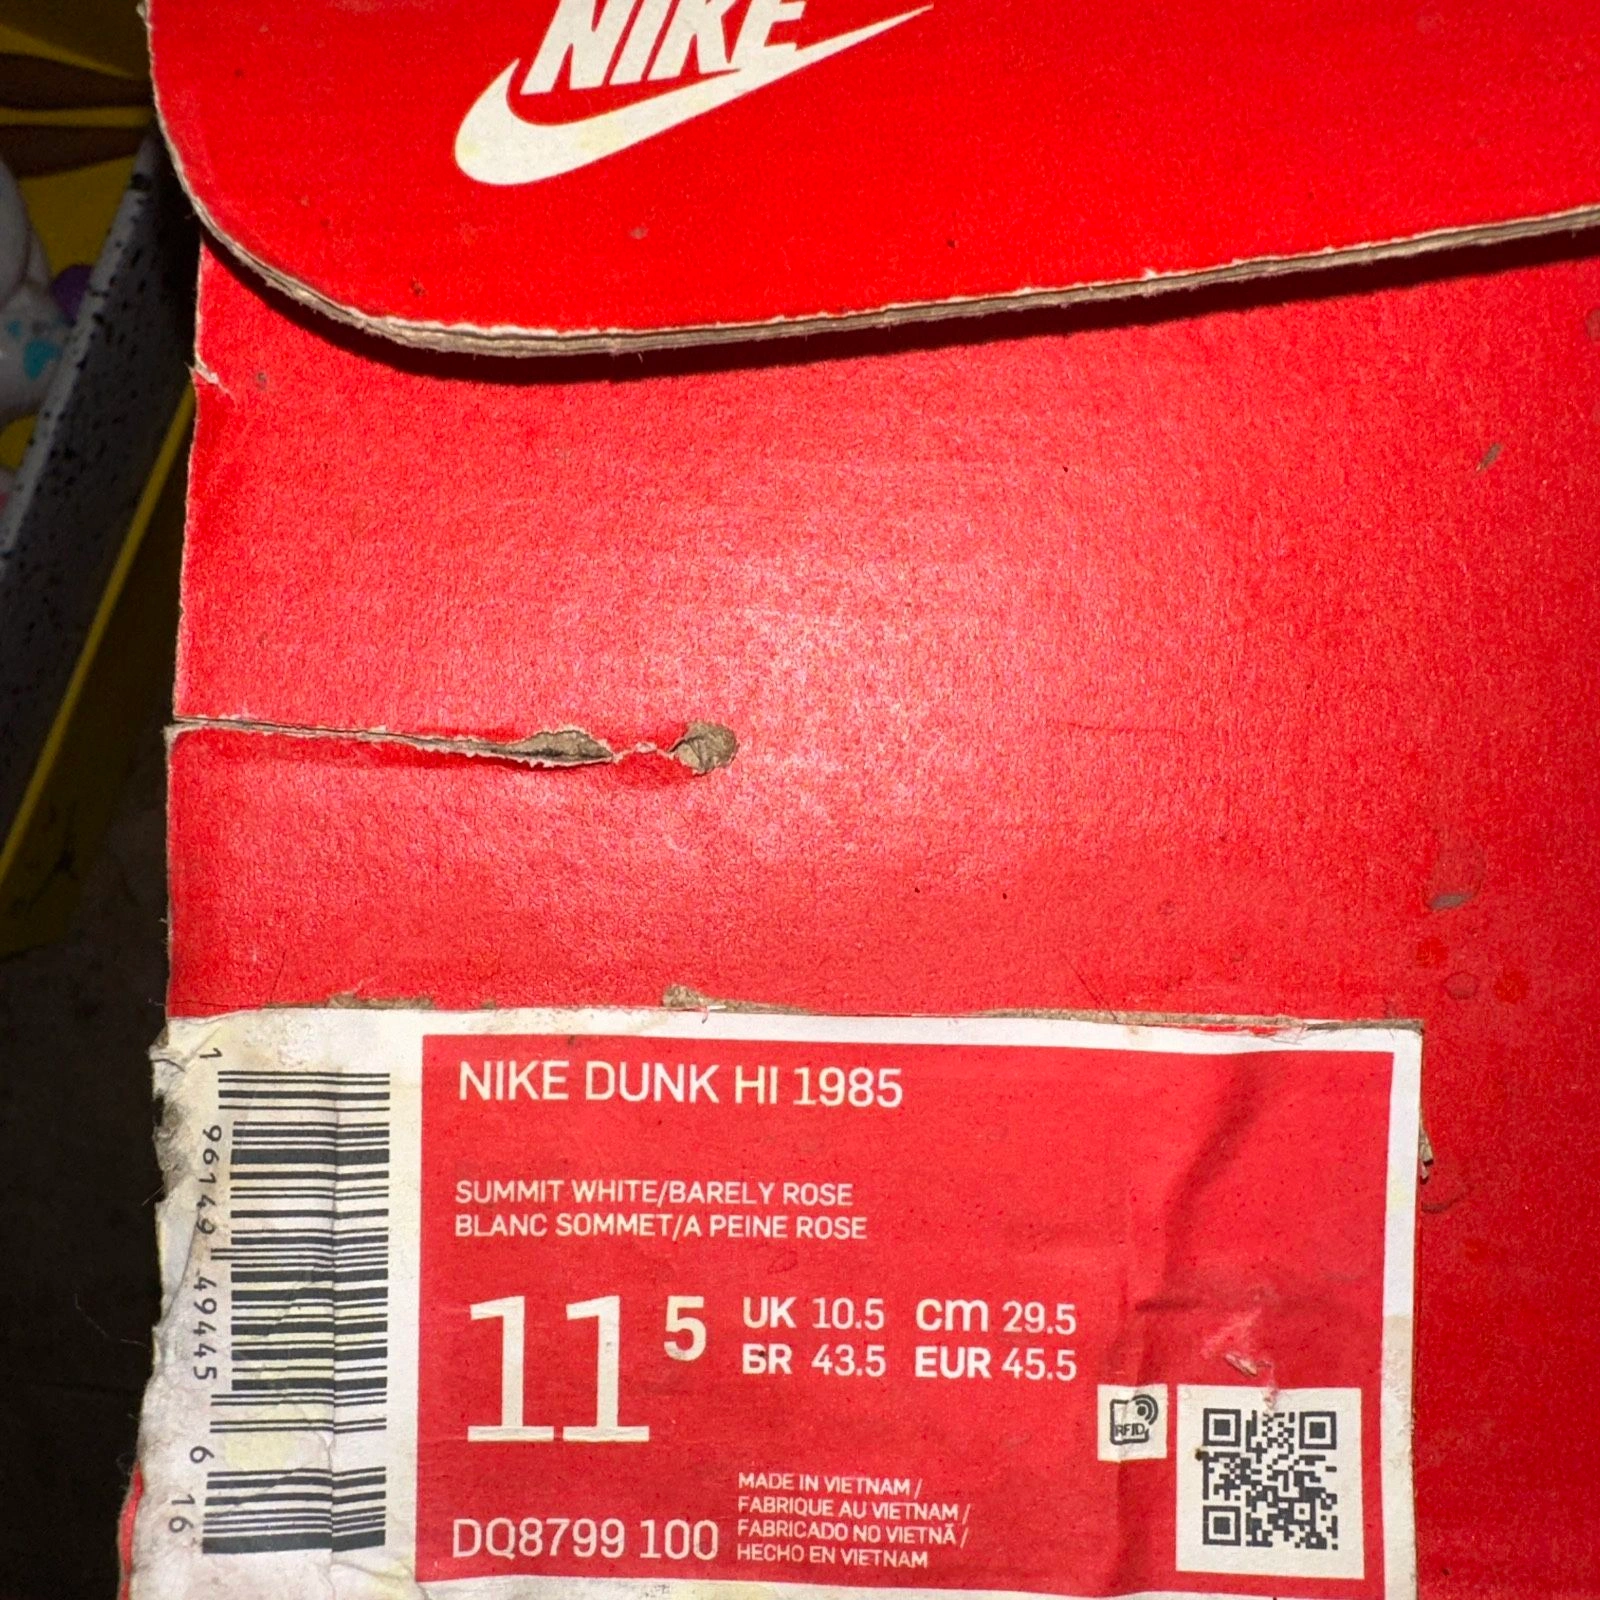 NIKE
NIKE DUNK HI 1985
SUMMIT WHITE/BARELY ROSE
BLANC SOMMET/A PEINE ROSE
11 5
UK 10.5 cm 29.5
BR 43.5 EUR 45.5
RFID
MADE IN VIETNAM /
FABRIQUE AU VIETNAM /
FABRICADO NO VIETNÃ /
HECHO EN VIETNAM
DQ8799 100
1 96149 49445 6 16